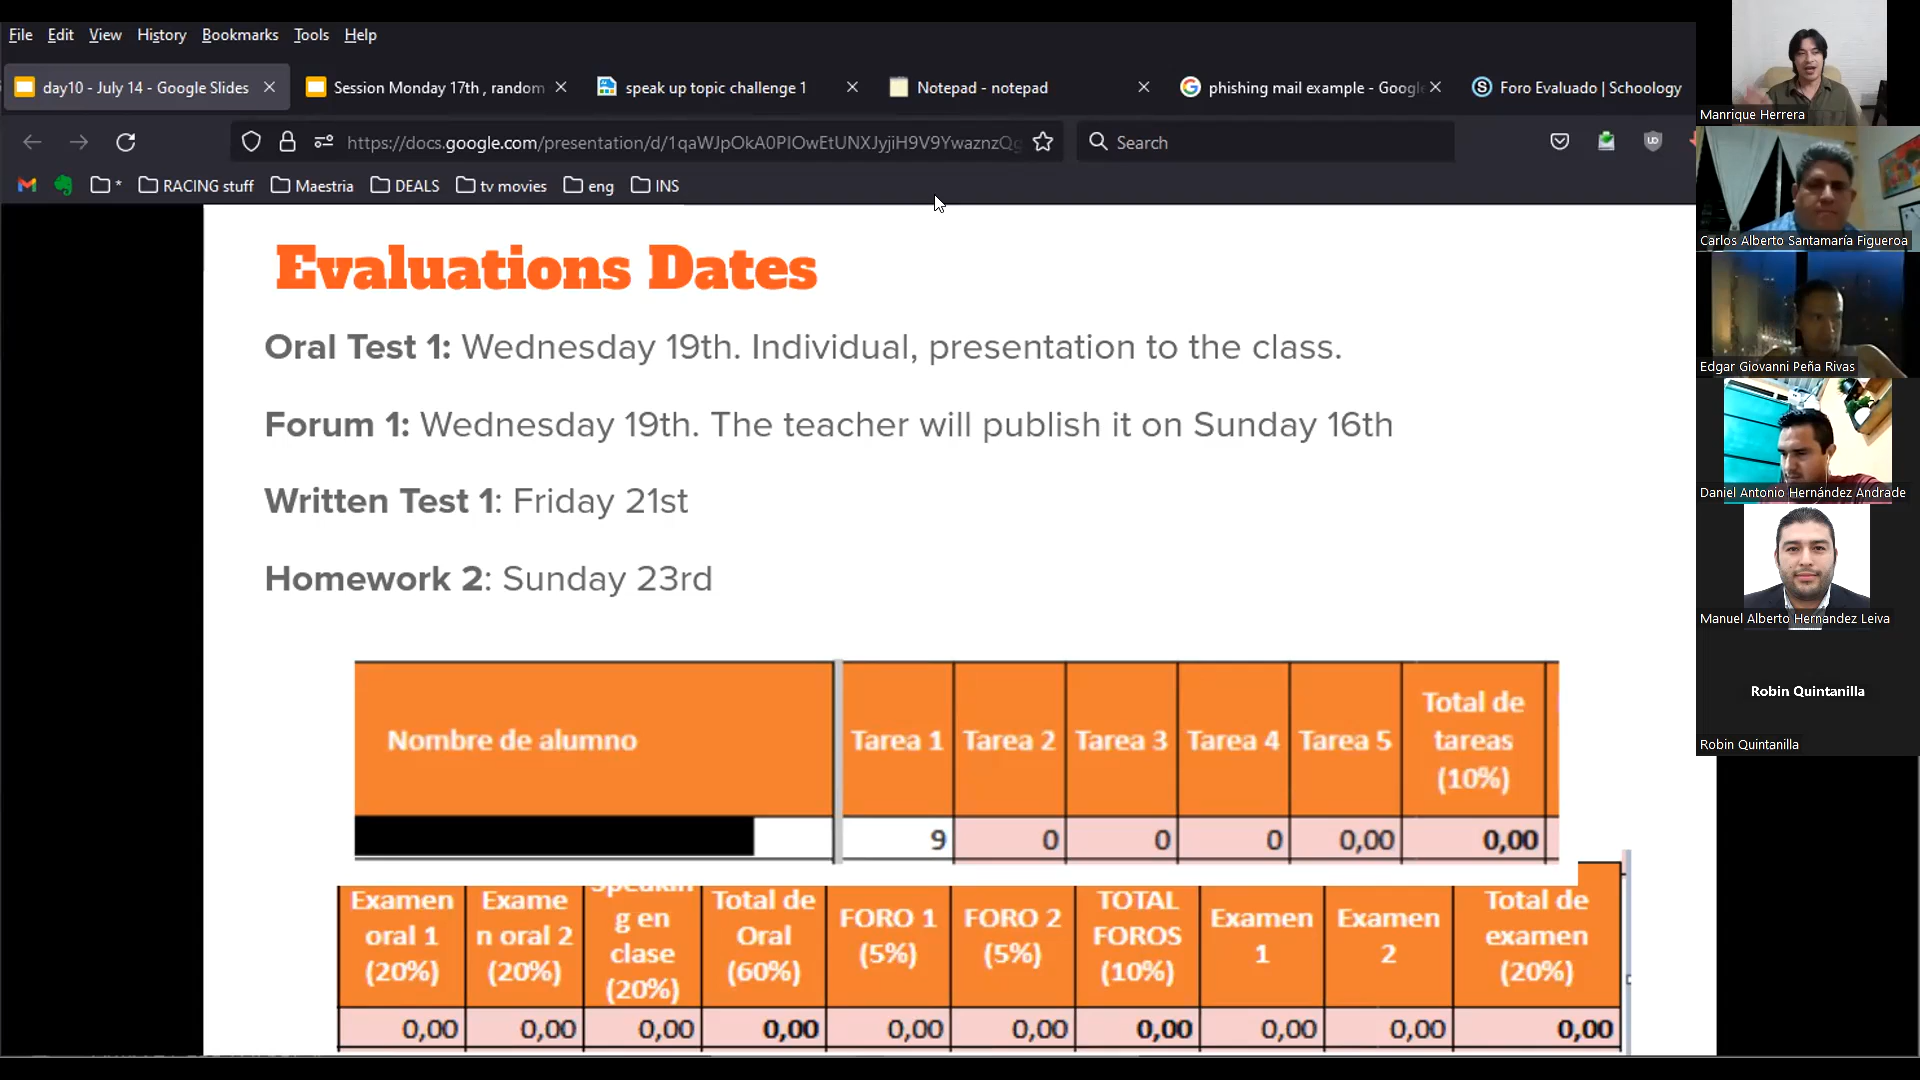 File Edit View History Bookmarks Tools Help
day10 - July 14 - Google Slides
Session Monday 17th , random
speak up topic challenge 1
Notepad - notepad
phishing mail example - Google
Foro Evaluado | Schoology
https://docs.google.com/presentation/d/1qaWJpOkA0PIOwEtUNXJyjiH9V9YwaznzQg
Search
* RACING stuff Maestria DEALS tv movies eng INS
Evaluations Dates
Oral Test 1: Wednesday 19th. Individual, presentation to the class.
Forum 1: Wednesday 19th. The teacher will publish it on Sunday 16th
Written Test 1: Friday 21st
Homework 2: Sunday 23rd
Nombre de alumno Tarea 1 Tarea 2 Tarea 3 Tarea 4 Tarea 5 Total de tareas (10%)
9 0 0 0 0,00 0,00
Examen oral 1 (20%) Examen oral 2 (20%) Speaking en clase (20%) Total de Oral (60%) FORO 1 (5%) FORO 2 (5%) TOTAL FOROS (10%) Examen 1 Examen 2 Total de examen (20%)
0,00 0,00 0,00 0,00 0,00 0,00 0,00 0,00 0,00 0,00
Manrique Herrera
Carlos Alberto Santamaría Figueroa
Edgar Giovanni Peña Rivas
Daniel Antonio Hernández Andrade
Manuel Alberto Hernandez Leiva
Robin Quintanilla
Robin Quintanilla